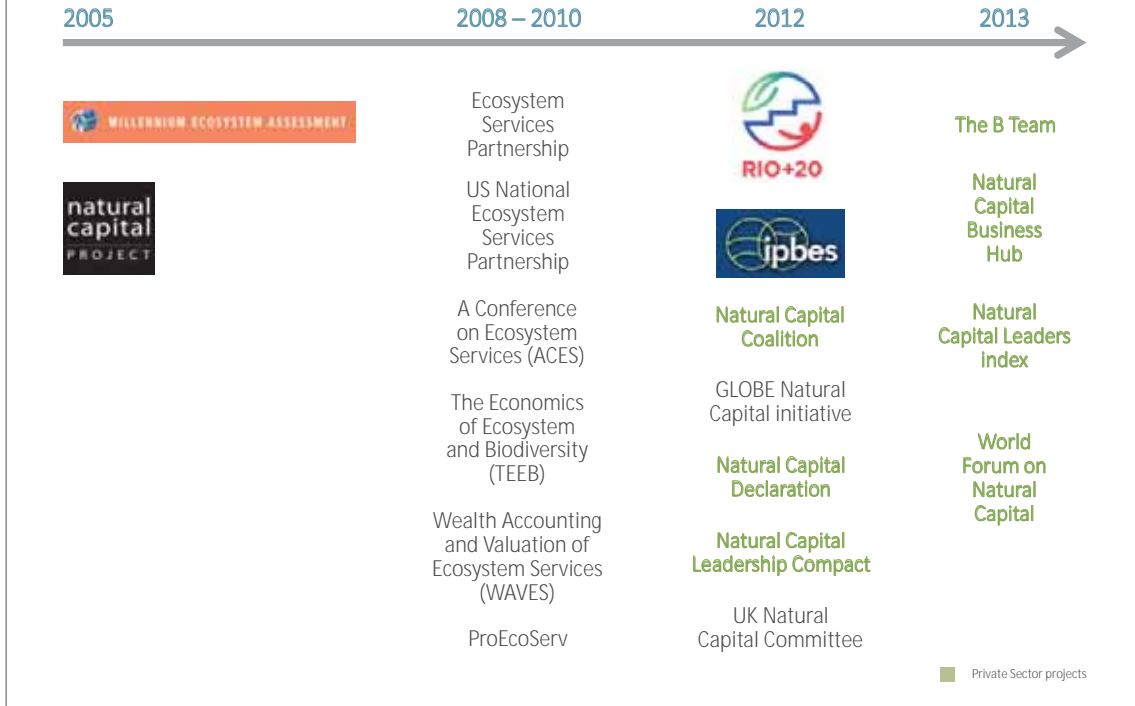 2005
2008 – 2010
2012
2013
MILLENNIUM ECOSYSTEM ASSESSMENT
natural
capital
PROJECT
Ecosystem
Services
Partnership
US National
Ecosystem
Services
Partnership
A Conference
on Ecosystem
Services (ACES)
The Economics
of Ecosystem
and Biodiversity
(TEEB)
Wealth Accounting
and Valuation of
Ecosystem Services
(WAVES)
ProEcoServ
RIO+20
ipbes
Natural Capital
Coalition
GLOBE Natural
Capital initiative
Natural Capital
Declaration
Natural Capital
Leadership Compact
UK Natural
Capital Committee
The B Team
Natural
Capital
Business
Hub
Natural
Capital Leaders
index
World
Forum on
Natural
Capital
Private Sector projects